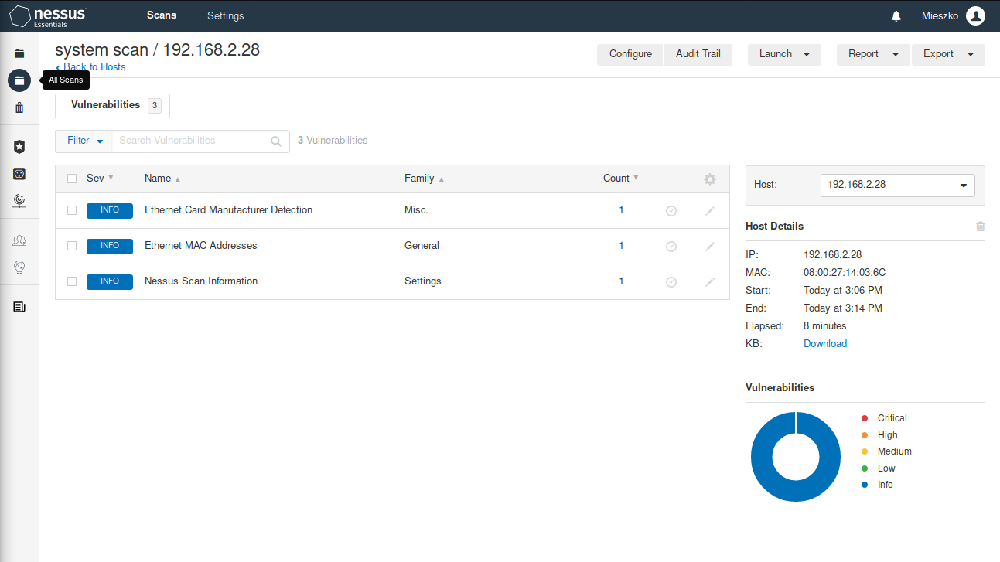 nessus Essentials
Scans
Settings
Mieszko
system scan / 192.168.2.28
Back to Hosts
Configure
Audit Trail
Launch
Report
Export
All Scans
Vulnerabilities 3
Filter
Search Vulnerabilities
3 Vulnerabilities
Sev Name Family Count
INFO Ethernet Card Manufacturer Detection Misc. 1
INFO Ethernet MAC Addresses General 1
INFO Nessus Scan Information Settings 1
Host: 192.168.2.28
Host Details
IP: 192.168.2.28
MAC: 08:00:27:14:03:6C
Start: Today at 3:06 PM
End: Today at 3:14 PM
Elapsed: 8 minutes
KB: Download
Vulnerabilities
Critical
High
Medium
Low
Info